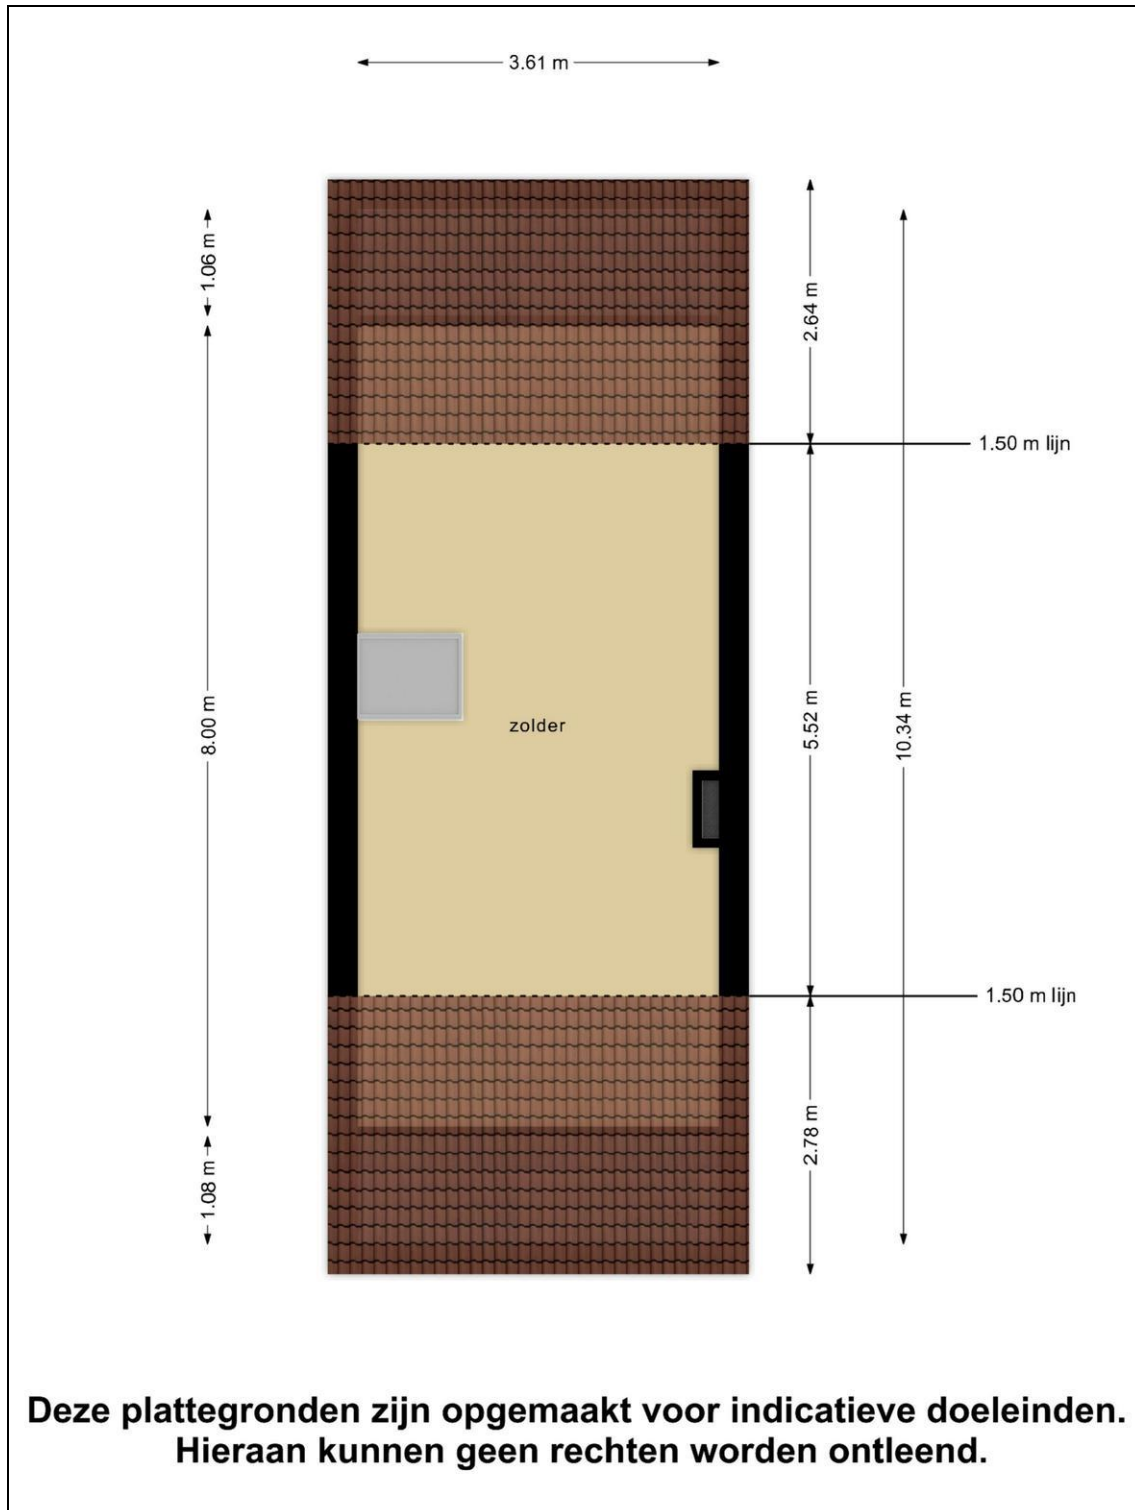 3.61 m
1.06 m
2.64 m
1.50 m lijn
8.00 m
zolder
5.52 m
10.34 m
1.50 m lijn
1.08 m
2.78 m
Deze plattegronden zijn opgemaakt voor indicatieve doeleinden.
Hieraan kunnen geen rechten worden ontleend.